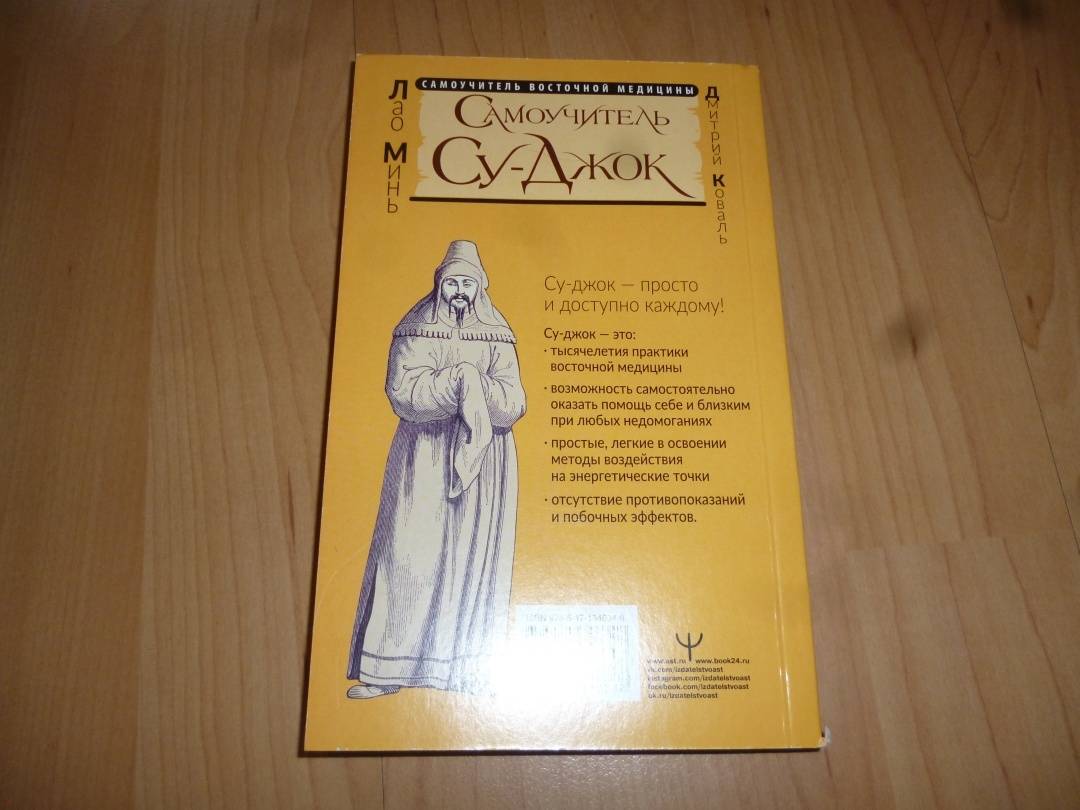 САМОУЧИТЕЛЬ ВОСТОЧНОЙ МЕДИЦИНЫ
Лао Минь
Самоучитель
Су-Джок
Дмитрий Коваль
Су-джок — просто
и доступно каждому!
Су-джок — это:
· тысячелетия практики
восточной медицины
· возможность самостоятельно
оказать помощь себе и близким
при любых недомоганиях
· простые, легкие в освоении
методы воздействия
на энергетические точки
· отсутствие противопоказаний
и побочных эффектов.
ISBN
www.ast.ru www.book24.ru
vk.com/izdatelstvoast
instagram.com/izdatelstvoast
facebook.com/izdatelstvoast
ok.ru/izdatelstvoast